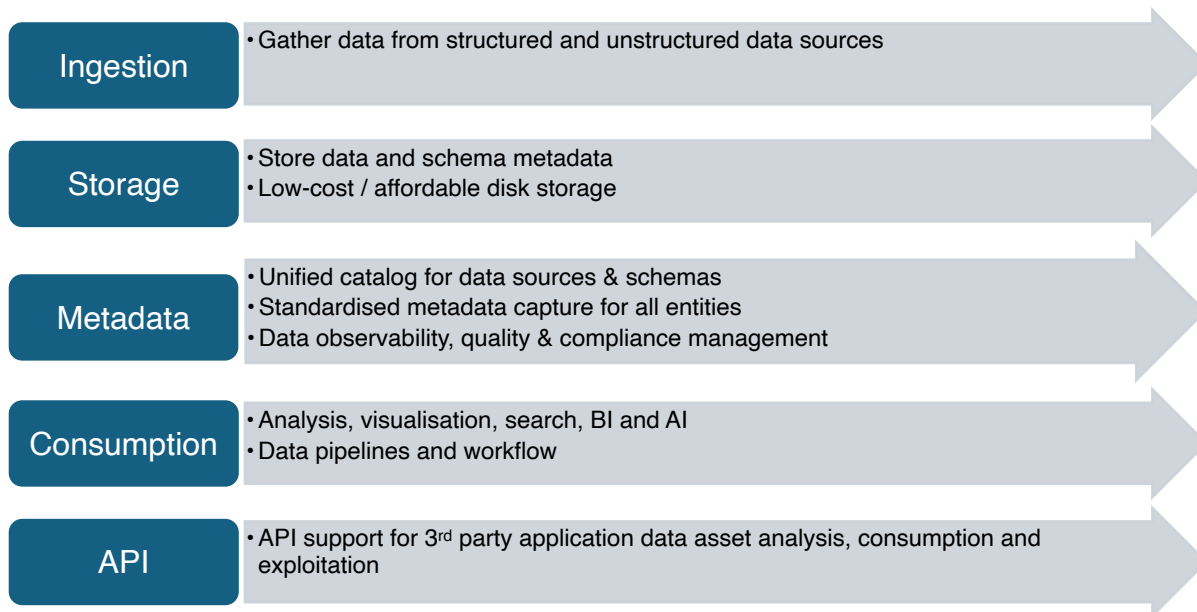 Ingestion
• Gather data from structured and unstructured data sources
Storage
• Store data and schema metadata
• Low-cost / affordable disk storage
Metadata
• Unified catalog for data sources & schemas
• Standardised metadata capture for all entities
• Data observability, quality & compliance management
Consumption
• Analysis, visualisation, search, BI and AI
• Data pipelines and workflow
API
• API support for 3rd party application data asset analysis, consumption and
exploitation